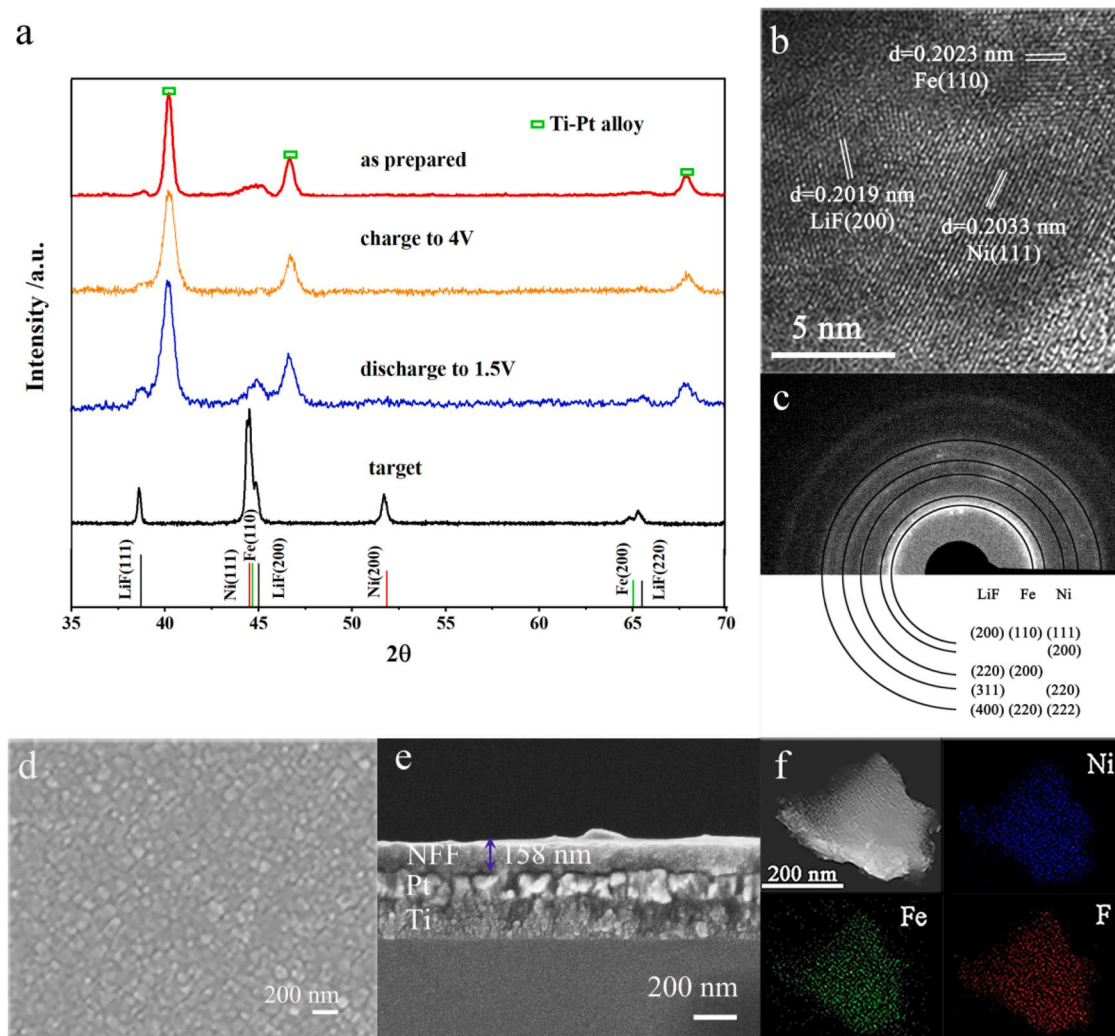 a
Intensity /a.u.
Ti-Pt alloy
as prepared
charge to 4V
discharge to 1.5V
target
LiF(111)
Ni(111)
Fe(110)
LiF(200)
Ni(200)
Fe(200)
LiF(220)
35 40 45 50 55 60 65 70
2θ
b
d=0.2023 nm
Fe(110)
d=0.2019 nm
LiF(200)
d=0.2033 nm
Ni(111)
5 nm
c
LiF Fe Ni
(200) (110) (111)
(200)
(220) (200)
(311) (220)
(400) (220) (222)
d
200 nm
e
NFF 158 nm
Pt
Ti
200 nm
f
200 nm
Ni
Fe
F